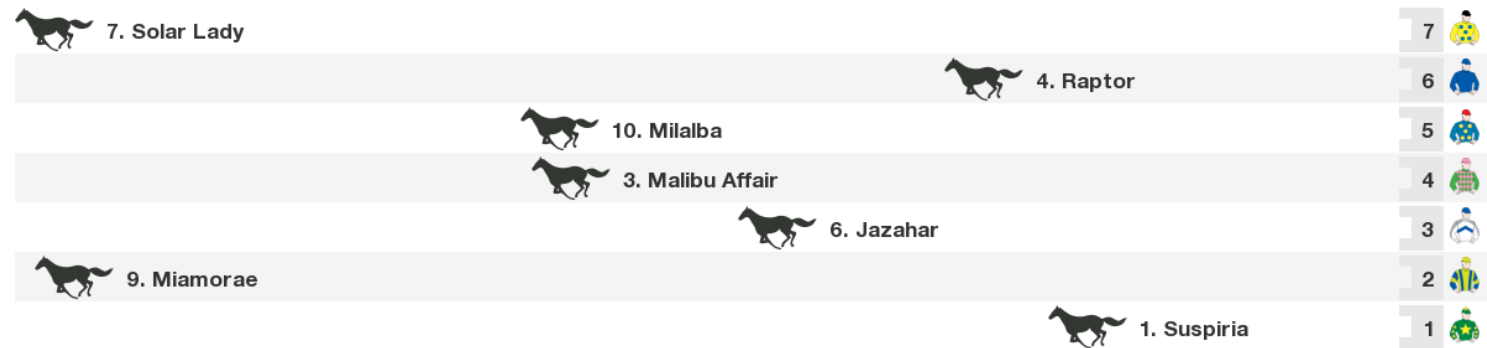 7. Solar Lady 7
4. Raptor 6
10. Milalba 5
3. Malibu Affair 4
6. Jazahar 3
9. Miamorae 2
1. Suspiria 1